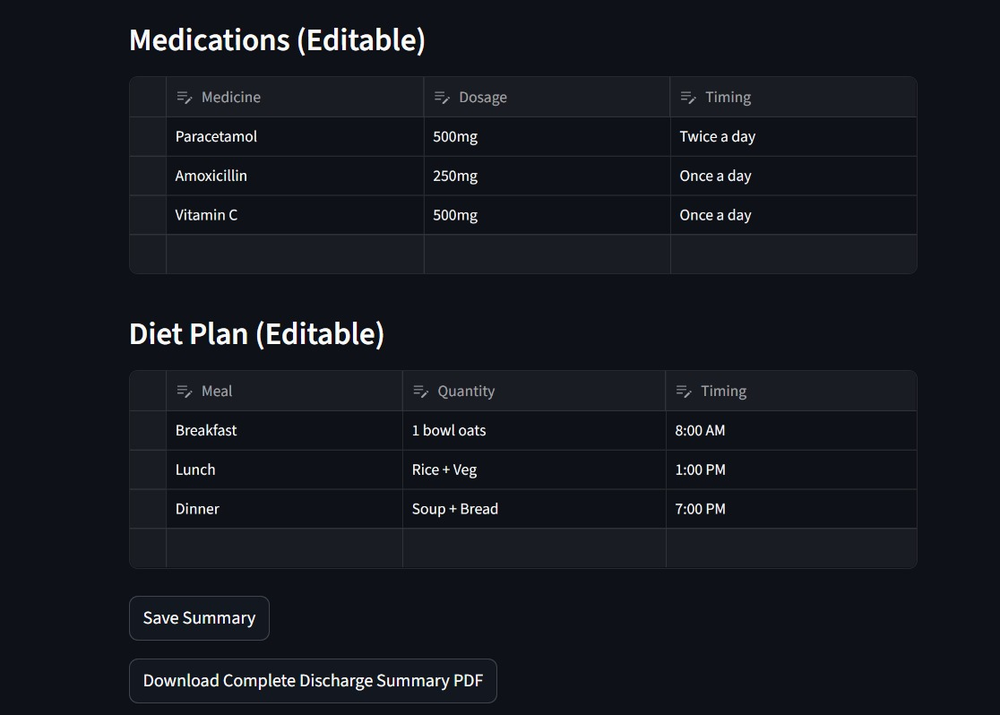 Medications (Editable)
Medicine Dosage Timing
Paracetamol 500mg Twice a day
Amoxicillin 250mg Once a day
Vitamin C 500mg Once a day
Diet Plan (Editable)
Meal Quantity Timing
Breakfast 1 bowl oats 8:00 AM
Lunch Rice + Veg 1:00 PM
Dinner Soup + Bread 7:00 PM
Save Summary
Download Complete Discharge Summary PDF